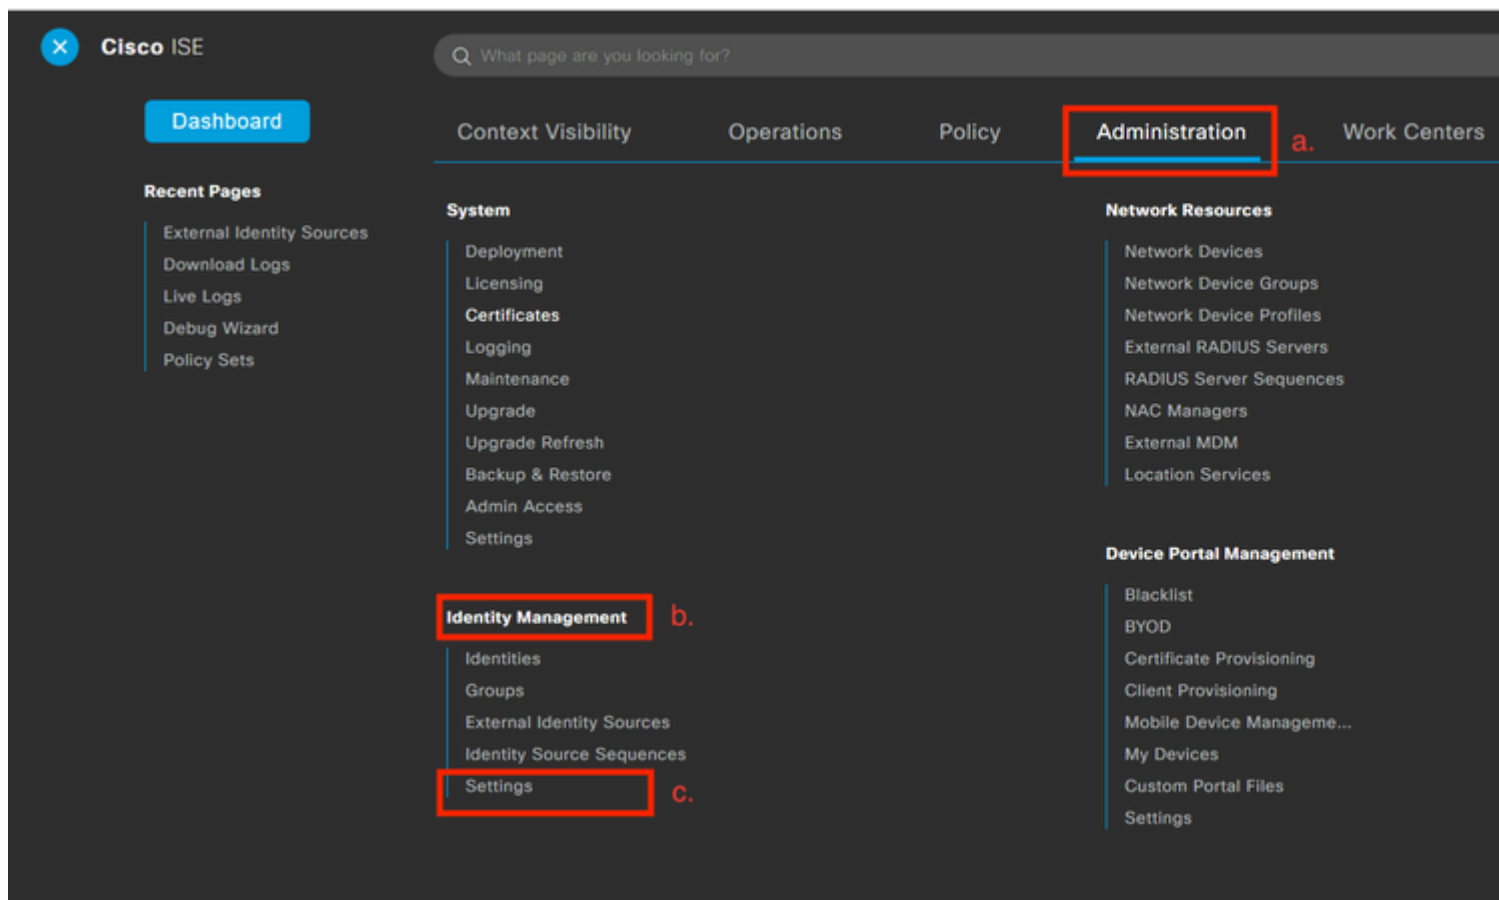 Cisco ISE
What page are you looking for?
Dashboard
Context Visibility
Operations
Policy
Administration
a.
Work Centers
Recent Pages
External Identity Sources
Download Logs
Live Logs
Debug Wizard
Policy Sets
System
Deployment
Licensing
Certificates
Logging
Maintenance
Upgrade
Upgrade Refresh
Backup & Restore
Admin Access
Settings
Identity Management
b.
Identities
Groups
External Identity Sources
Identity Source Sequences
Settings
c.
Network Resources
Network Devices
Network Device Groups
Network Device Profiles
External RADIUS Servers
RADIUS Server Sequences
NAC Managers
External MDM
Location Services
Device Portal Management
Blacklist
BYOD
Certificate Provisioning
Client Provisioning
Mobile Device Manageme...
My Devices
Custom Portal Files
Settings